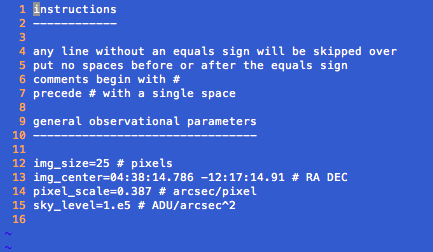 1 instructions
2 ------------
3
4 any line without an equals sign will be skipped over
5 put no spaces before or after the equals sign
6 comments begin with #
7 precede # with a single space
8
9 general observational parameters
10 --------------------------------
11
12 img_size=25 # pixels
13 img_center=04:38:14.786 -12:17:14.91 # RA DEC
14 pixel_scale=0.387 # arcsec/pixel
15 sky_level=1.e5 # ADU/arcsec^2
16
~
~